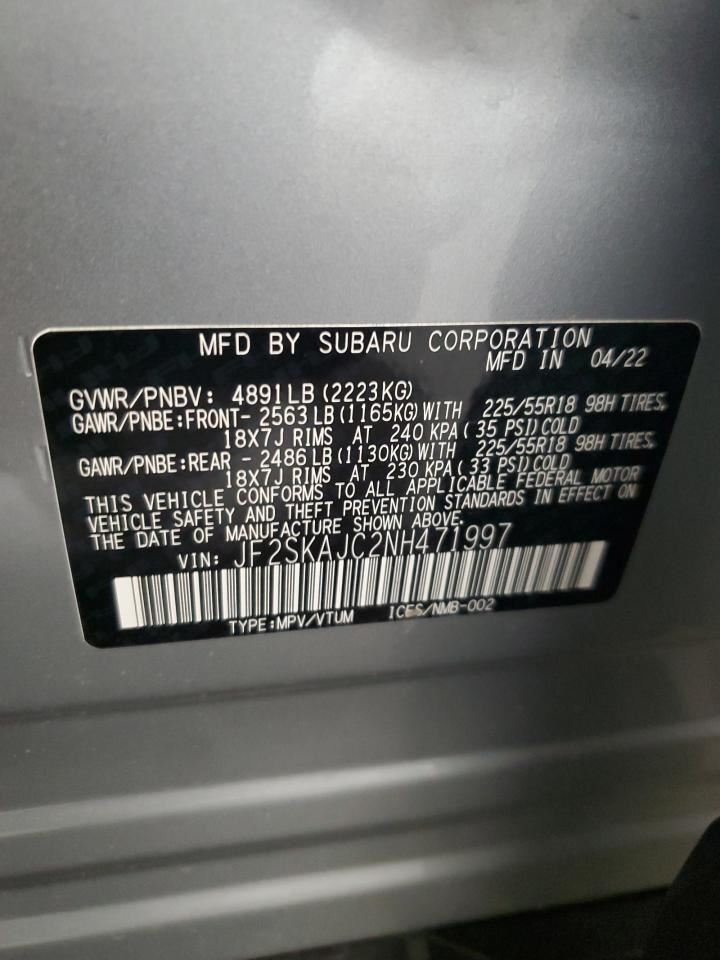 MFD BY SUBARU CORPORATION
MFD IN 04/22
GVWR/PNBV: 4891LB(2223KG)
GAWR/PNBE:FRONT- 2563LB(1165KG)WITH 225/55R18 98H TIRES,
18X7J RIMS AT 240 KPA( 35 PSI)COLD
GAWR/PNBE:REAR - 2486LB(1130KG)WITH 225/55R18 98H TIRES,
18X7J RIMS AT 230 KPA( 33 PSI)COLD
THIS VEHICLE CONFORMS TO ALL APPLICABLE FEDERAL MOTOR
VEHICLE SAFETY AND THEFT PREVENTION STANDARDS IN EFFECT ON
THE DATE OF MANUFACTURE SHOWN ABOVE.
VIN: JF2SKAJC2NH471997
TYPE:MPV/VTUM ICES/NMB-002